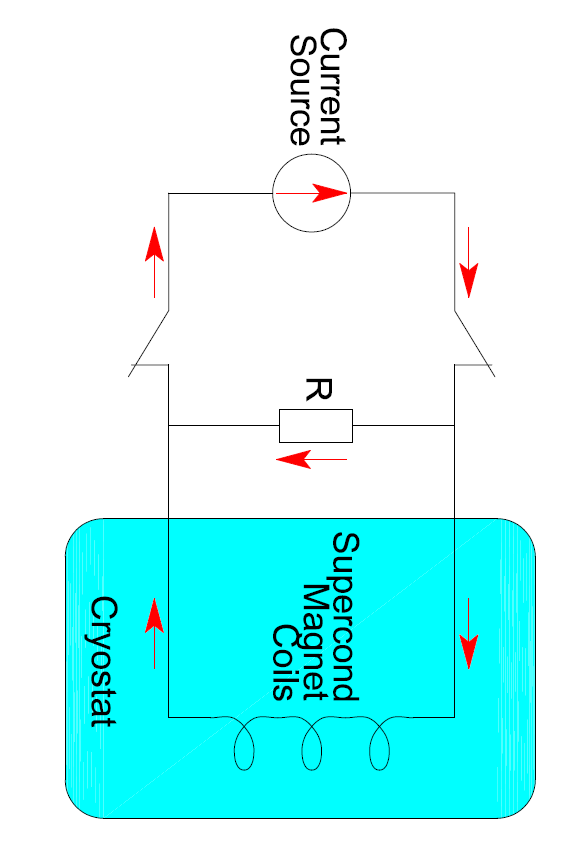 Current
Source
R
Supercond
Magnet
Coils
Cryostat